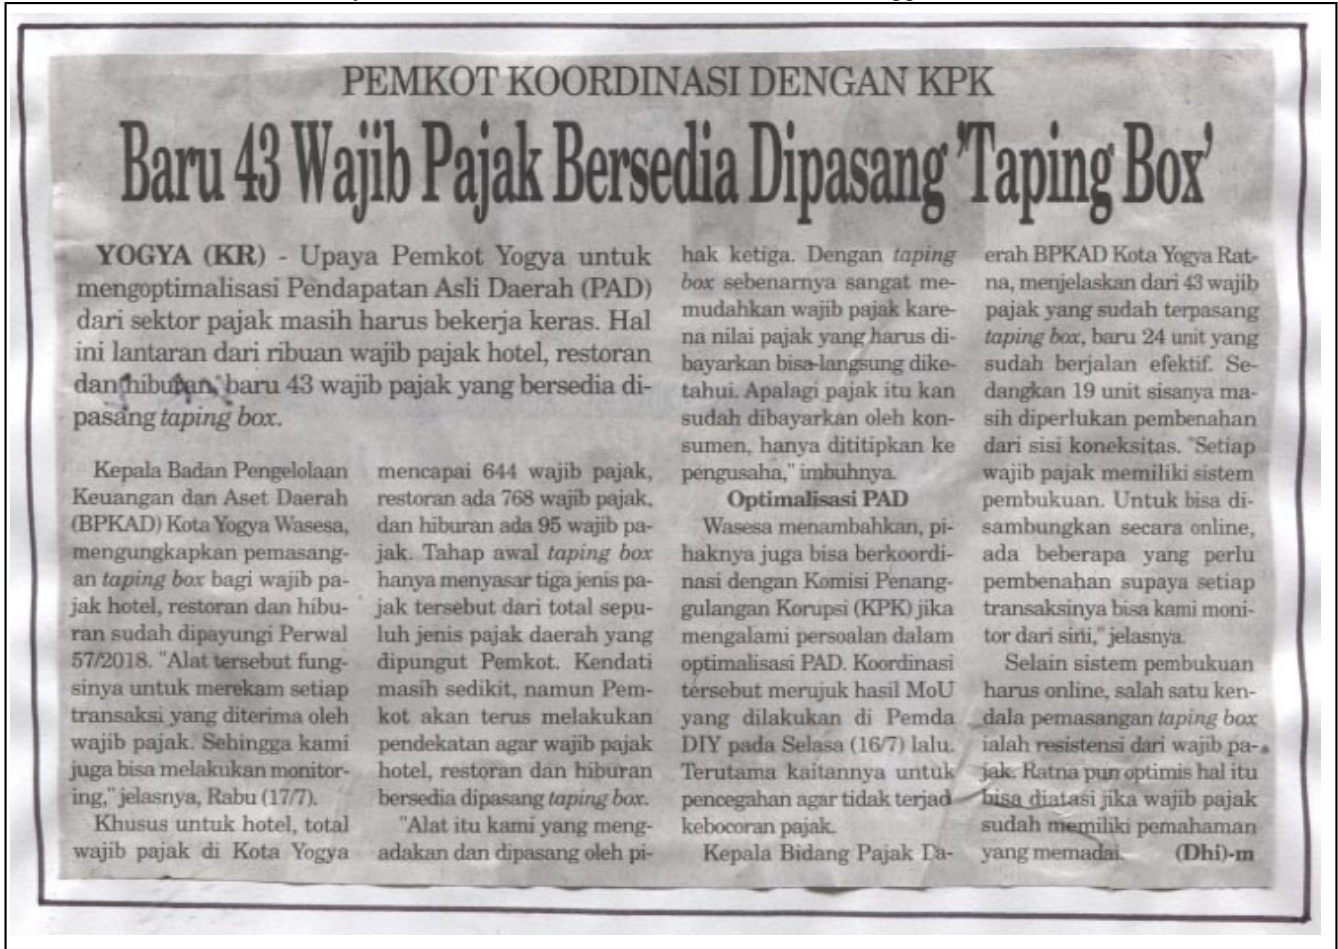 PEMKOT KOORDINASI DENGAN KPK
Baru 43 Wajib Pajak Bersedia Dipasang 'Taping Box'
YOGYA (KR) - Upaya Pemkot Yogya untuk
mengoptimalisasi Pendapatan Asli Daerah (PAD)
dari sektor pajak masih harus bekerja keras. Hal
ini lantaran dari ribuan wajib pajak hotel, restoran
dan hiburan, baru 43 wajib pajak yang bersedia di-
pasang taping box.
Kepala Badan Pengelolaan
Keuangan dan Aset Daerah
(BPKAD) Kota Yogya Wasesa,
mengungkapkan pemasang-
an taping box bagi wajib pa-
jak hotel, restoran dan hibu-
ran sudah dipayungi Perwal
57/2018. "Alat tersebut fung-
sinya untuk merekam setiap
transaksi yang diterima oleh
wajib pajak. Sehingga kami
juga bisa melakukan monitor-
ing," jelasnya, Rabu (17/7).
Khusus untuk hotel, total
wajib pajak di Kota Yogya
mencapai 644 wajib pajak,
restoran ada 768 wajib pajak,
dan hiburan ada 95 wajib pa-
jak. Tahap awal taping box
hanya menyasar tiga jenis pa-
jak tersebut dari total sepu-
luh jenis pajak daerah yang
dipungut Pemkot. Kendati
masih sedikit, namun Pem-
kot akan terus melakukan
pendekatan agar wajib pajak
hotel, restoran dan hiburan
bersedia dipasang taping box.
"Alat itu kami yang meng-
adakan dan dipasang oleh pi-
hak ketiga. Dengan taping
box sebenarnya sangat me-
mudahkan wajib pajak kare-
na nilai pajak yang harus di-
bayarkan bisa langsung dike-
tahui. Apalagi pajak itu kan
sudah dibayarkan oleh kon-
sumen, hanya dititipkan ke
pengusaha," imbuhnya.
Optimalisasi PAD
Wasesa menambahkan, pi-
haknya juga bisa berkoordi-
nasi dengan Komisi Penang-
gulangan Korupsi (KPK) jika
mengalami persoalan dalam
optimalisasi PAD. Koordinasi
tersebut merujuk hasil MoU
yang dilakukan di Pemda
DIY pada Selasa (16/7) lalu.
Terutama kaitannya untuk
pencegahan agar tidak terjad
kebocoran pajak.
Kepala Bidang Pajak Da-
erah BPKAD Kota Yogya Rat-
na, menjelaskan dari 43 wajib
pajak yang sudah terpasang
taping box, baru 24 unit yang
sudah berjalan efektif. Se-
dangkan 19 unit sisanya ma-
sih diperlukan pembenahan
dari sisi koneksitas. "Setiap
wajib pajak memiliki sistem
pembukuan. Untuk bisa di-
sambungkan secara online,
ada beberapa yang perlu
pembenahan supaya setiap
transaksinya bisa kami moni-
tor dari sini," jelasnya.
Selain sistem pembukuan
harus online, salah satu ken-
dala pemasangan taping box
ialah resistensi dari wajib pa-
jak. Ratna pun optimis hal itu
bisa diatasi jika wajib pajak
sudah memiliki pemahaman
yang memadai. (Dhi)-m